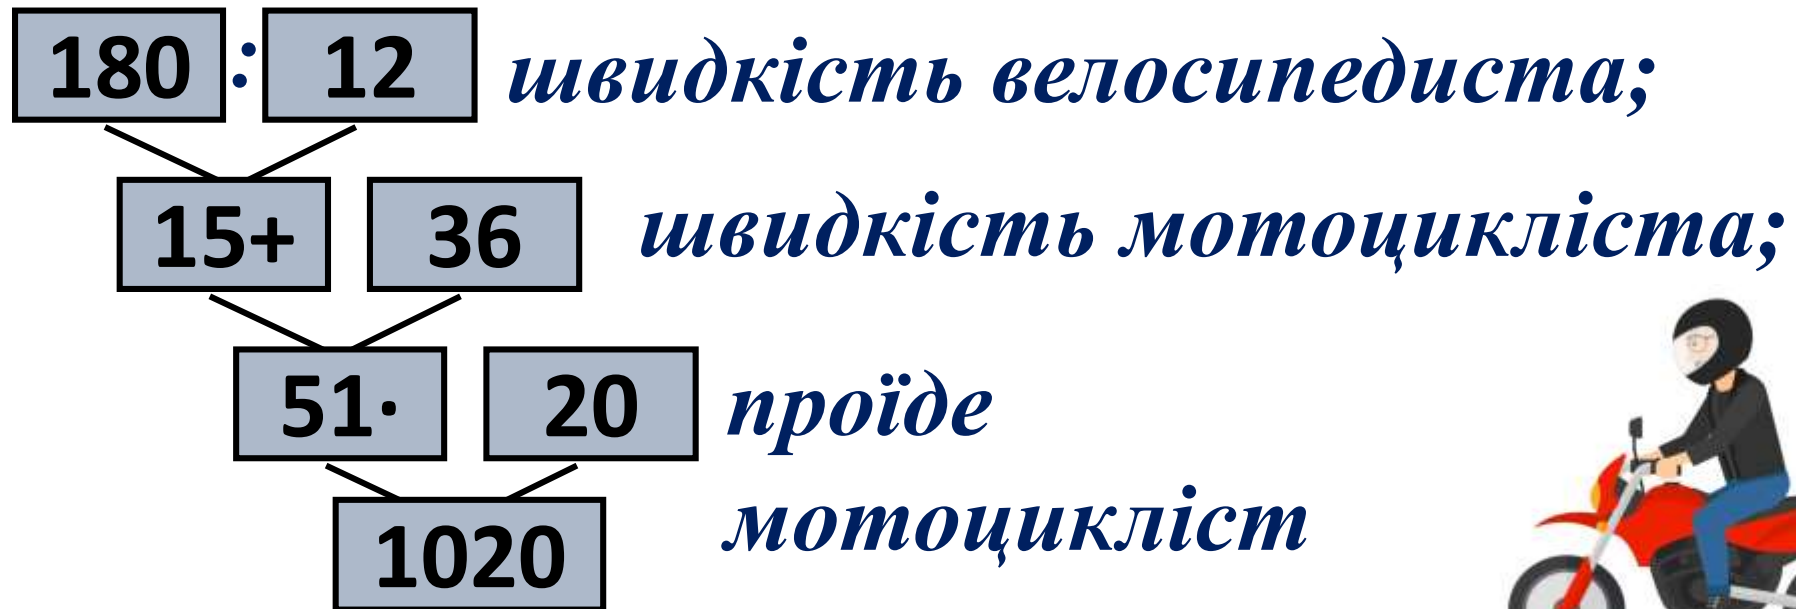 180 : 12 швидкість велосипедиста;
15+ 36 швидкість мотоцикліста;
51· 20 проїде
1020 мотоцикліст